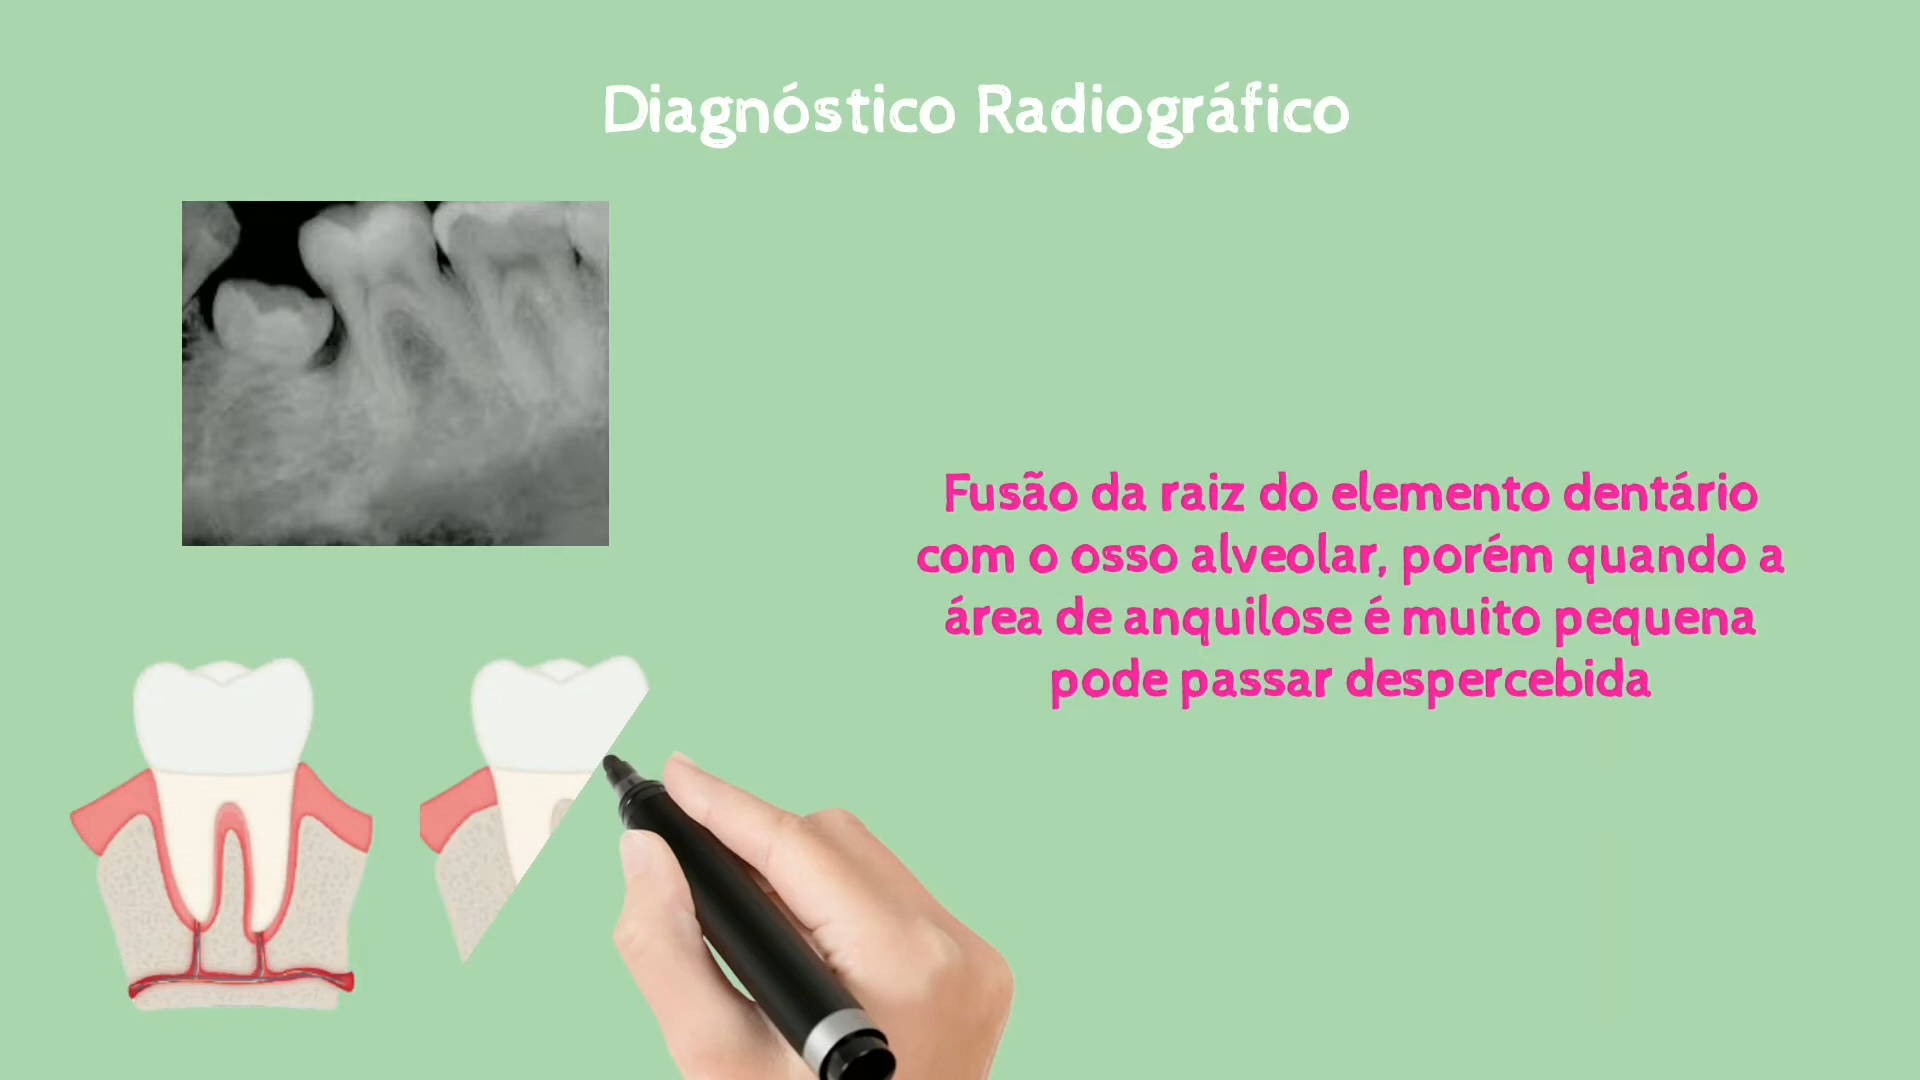 Diagnóstico Radiográfico
Fusão da raiz do elemento dentário
com o osso alveolar, porém quando a
área de anquilose é muito pequena
pode passar despercebida